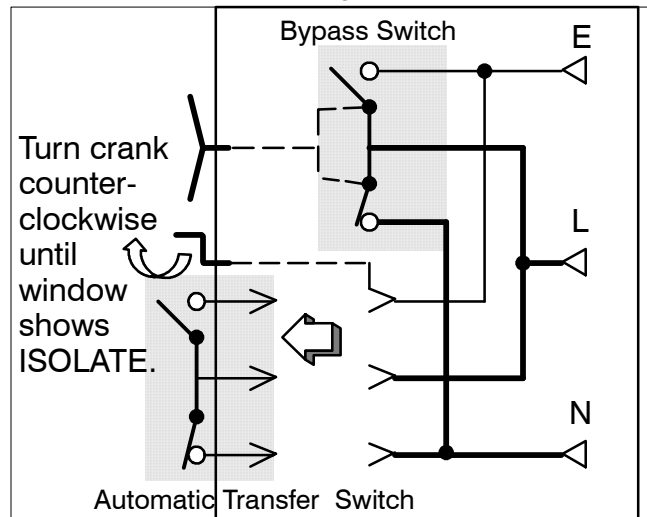 Bypass Switch
E
Turn crank
counter-
clockwise
until
window
shows
ISOLATE.
L
N
Automatic Transfer Switch